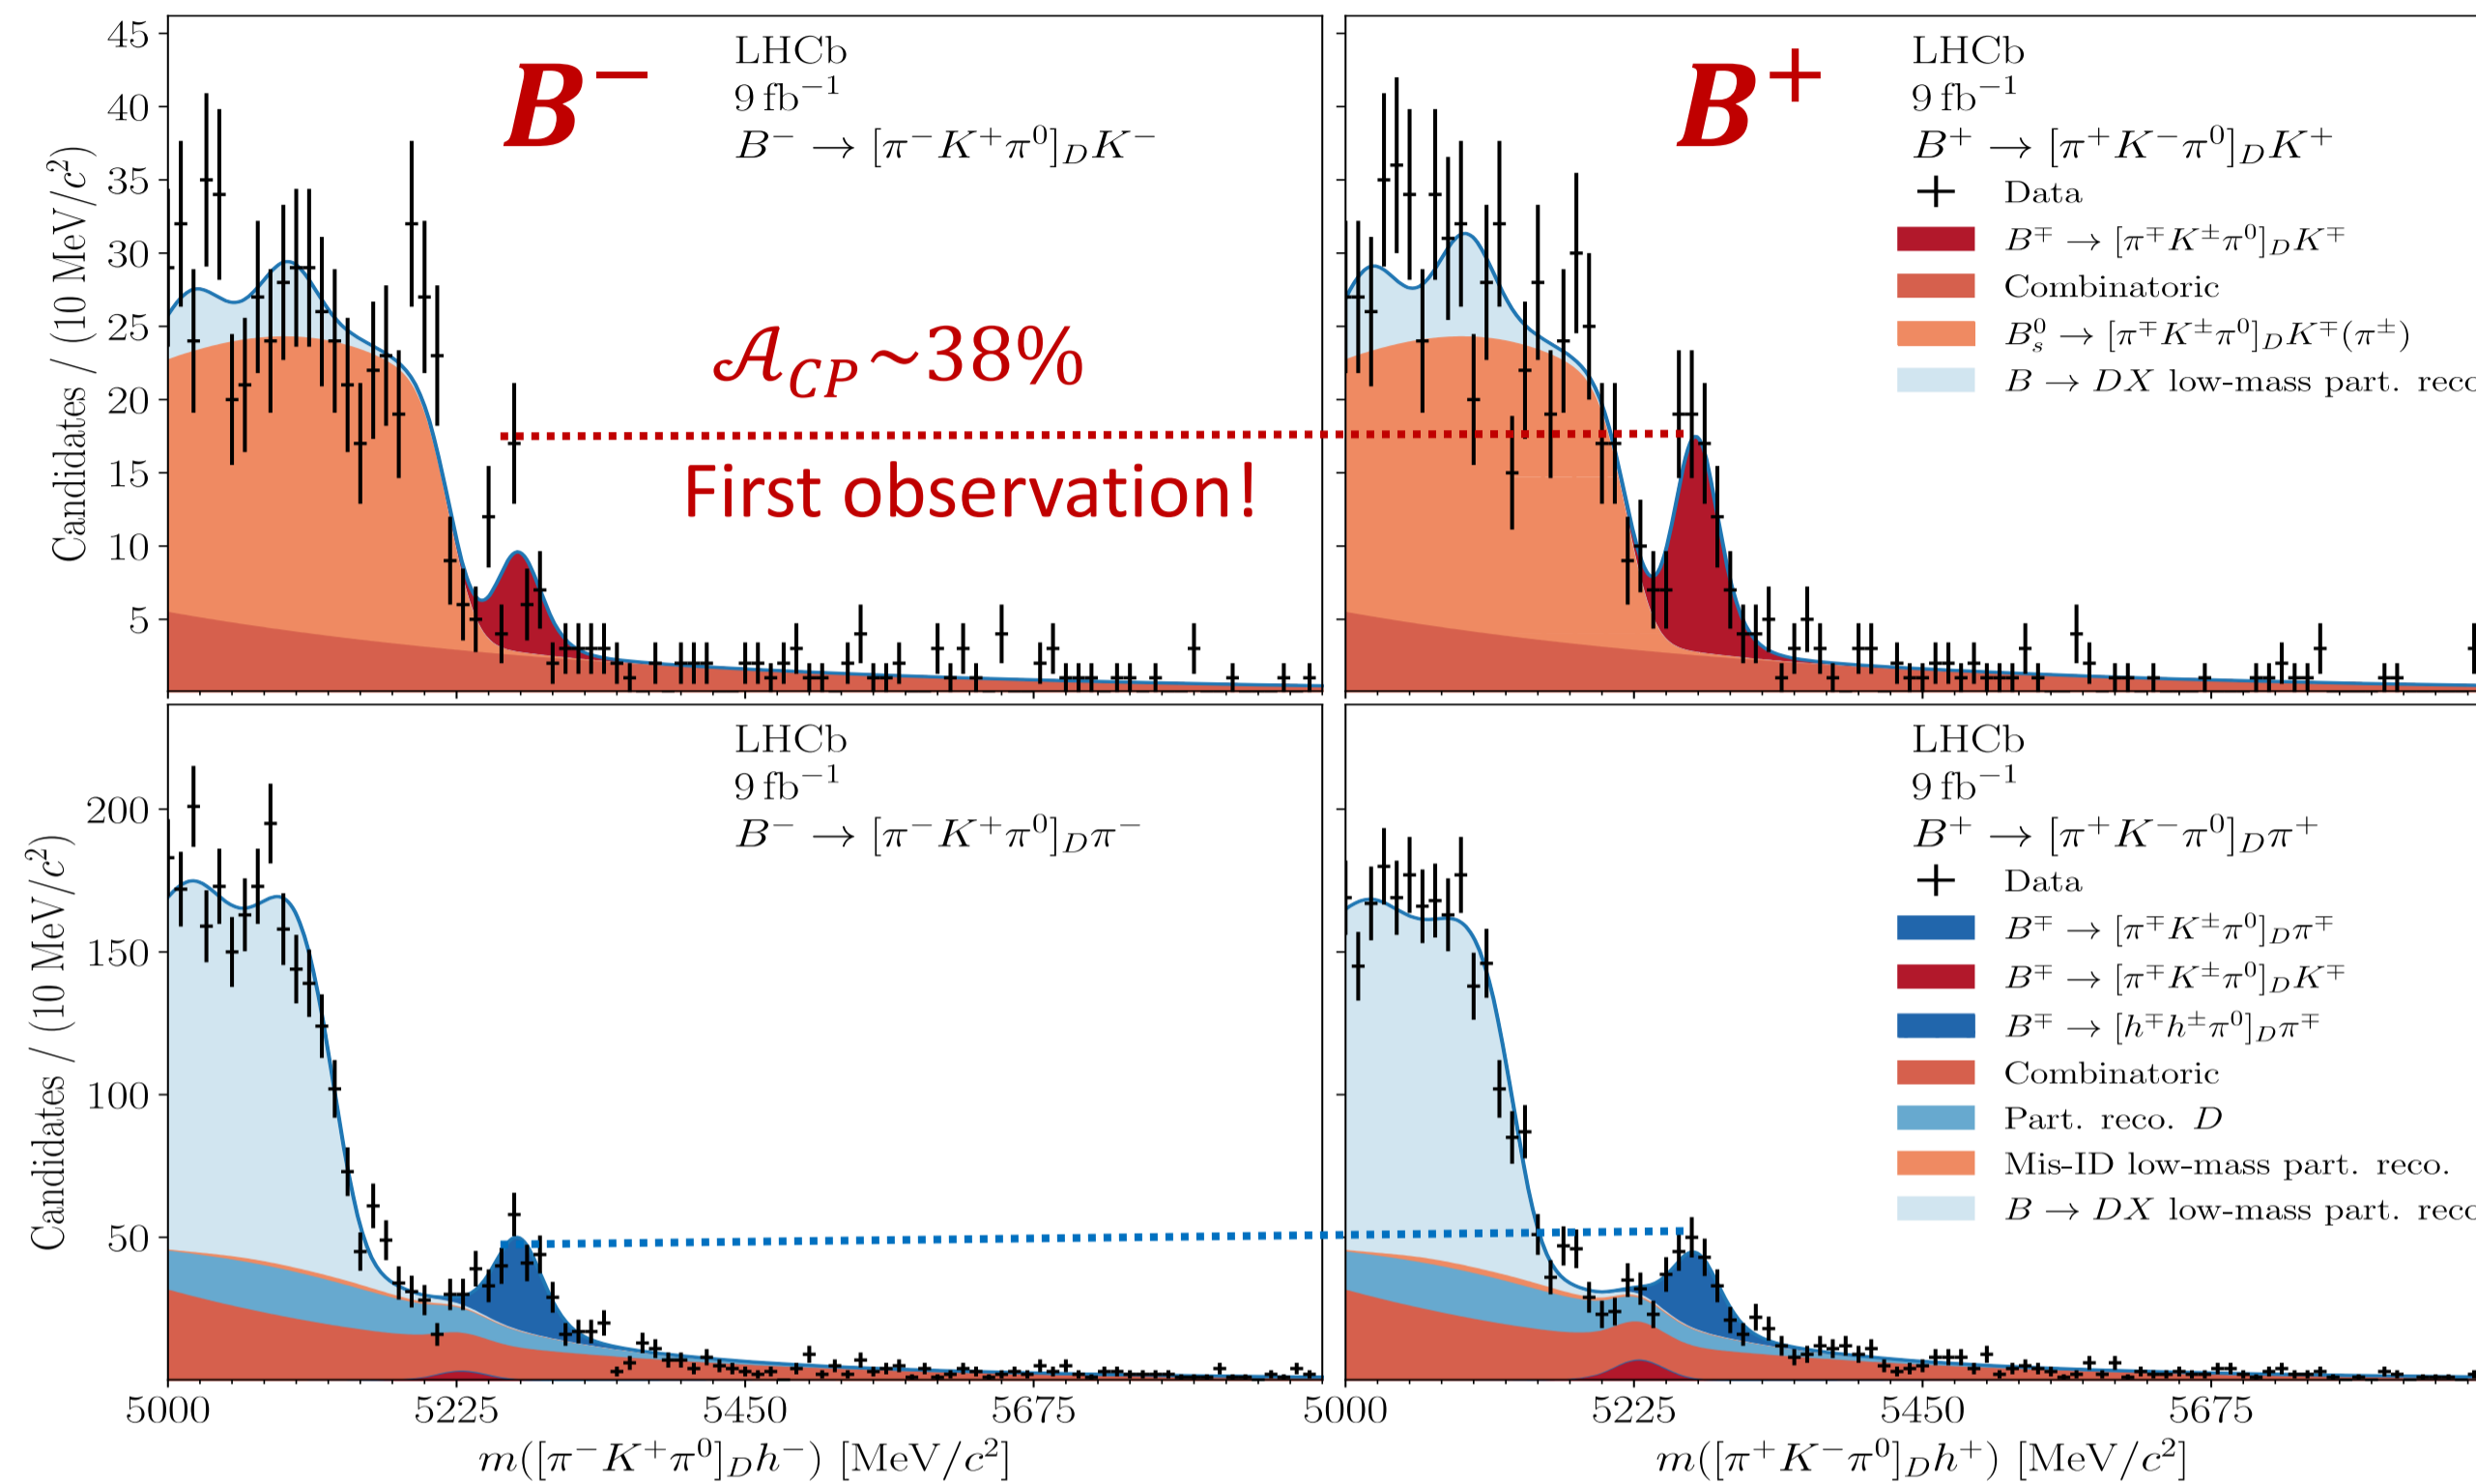 B⁻
LHCb
9 fb⁻¹
B⁻ → [π⁻K⁺π⁰]_D K⁻
𝒜_CP ~38%
First observation!
Candidates / (10 MeV/c²)
45
40
35
30
25
20
15
10
5
B⁺
LHCb
9 fb⁻¹
B⁺ → [π⁺K⁻π⁰]_D K⁺
Data
B^∓ → [π^∓K^±π⁰]_D K^∓
Combinatoric
B_s⁰ → [π^∓K^±π⁰]_D K^∓(π^±)
B → DX low-mass part. reco
LHCb
9 fb⁻¹
B⁻ → [π⁻K⁺π⁰]_D π⁻
Candidates / (10 MeV/c²)
200
150
100
50
5000 5225 5450 5675
m([π⁻K⁺π⁰]_D h⁻) [MeV/c²]
LHCb
9 fb⁻¹
B⁺ → [π⁺K⁻π⁰]_D π⁺
Data
B^∓ → [π^∓K^±π⁰]_D π^∓
B^∓ → [π^∓K^±π⁰]_D K^∓
B^∓ → [h^∓h^±π⁰]_D π^∓
Combinatoric
Part. reco. D
Mis-ID low-mass part. reco.
B → DX low-mass part. reco
5000 5225 5450 5675
m([π⁺K⁻π⁰]_D h⁺) [MeV/c²]